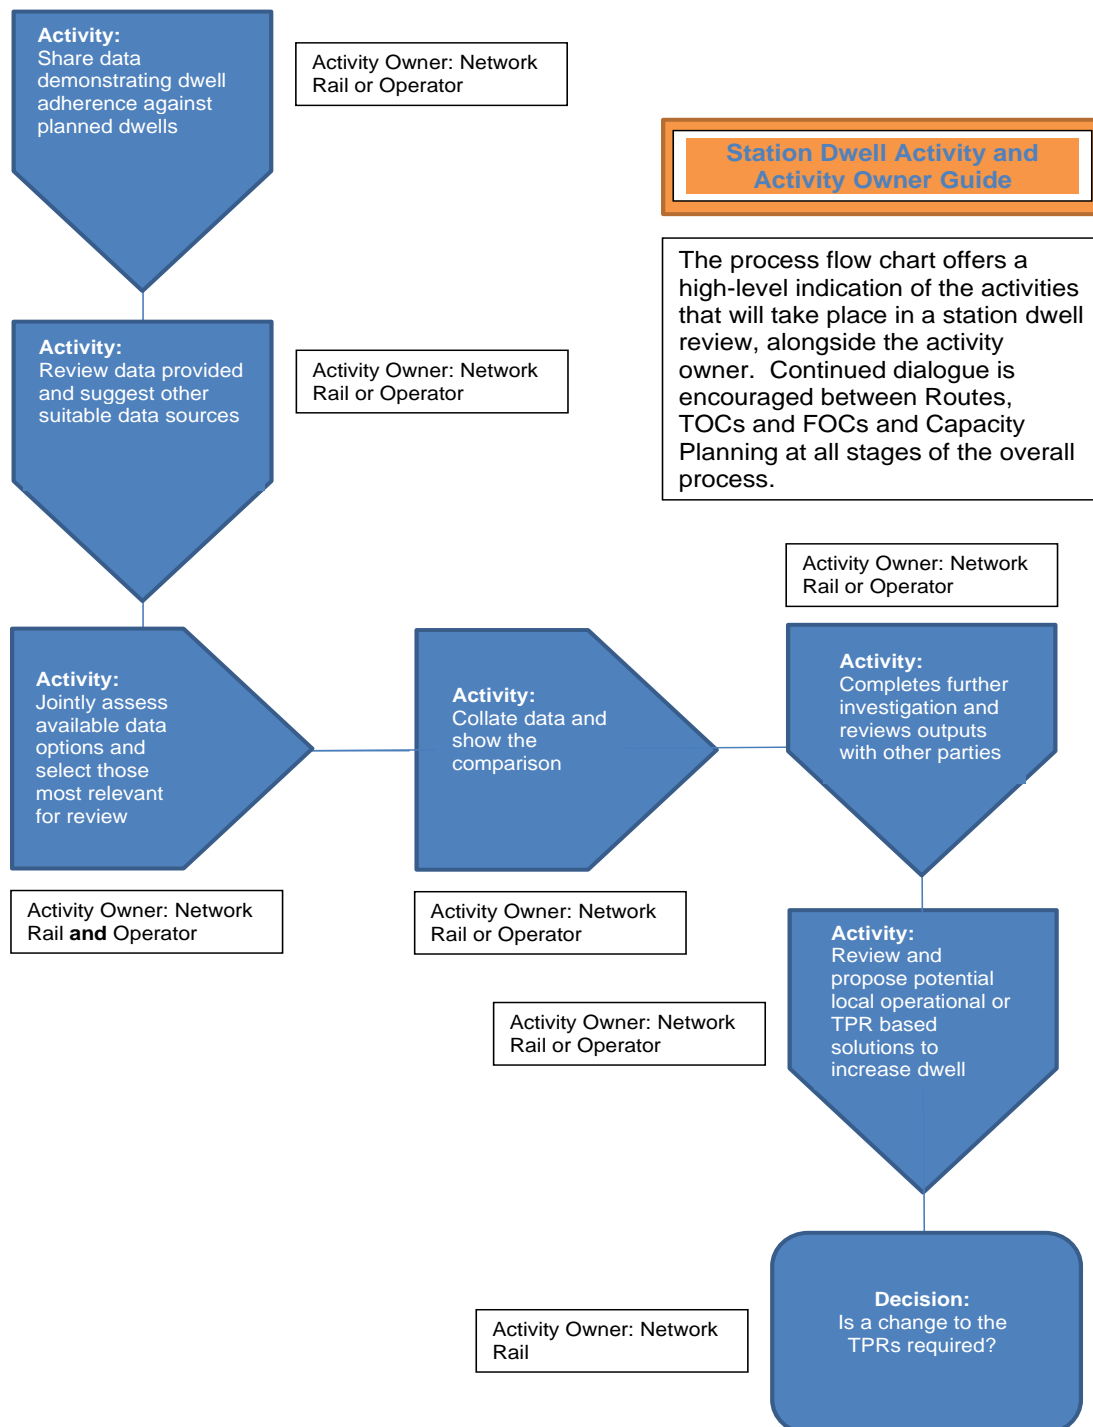 Activity:
Share data
demonstrating dwell
adherence against
planned dwells
Activity Owner: Network
Rail or Operator
Station Dwell Activity and
Activity Owner Guide
The process flow chart offers a
high-level indication of the activities
that will take place in a station dwell
review, alongside the activity
owner.  Continued dialogue is
encouraged between Routes,
TOCs and FOCs and Capacity
Planning at all stages of the overall
process.
Activity:
Review data provided
and suggest other
suitable data sources
Activity Owner: Network
Rail or Operator
Activity:
Jointly assess
available data
options and
select those
most relevant
for review
Activity Owner: Network
Rail and Operator
Activity:
Collate data and
show the
comparison
Activity Owner: Network
Rail or Operator
Activity Owner: Network
Rail or Operator
Activity:
Completes further
investigation and
reviews outputs
with other parties
Activity:
Review and
propose potential
local operational or
TPR based
solutions to
increase dwell
Activity Owner: Network
Rail or Operator
Decision:
Is a change to the
TPRs required?
Activity Owner: Network
Rail